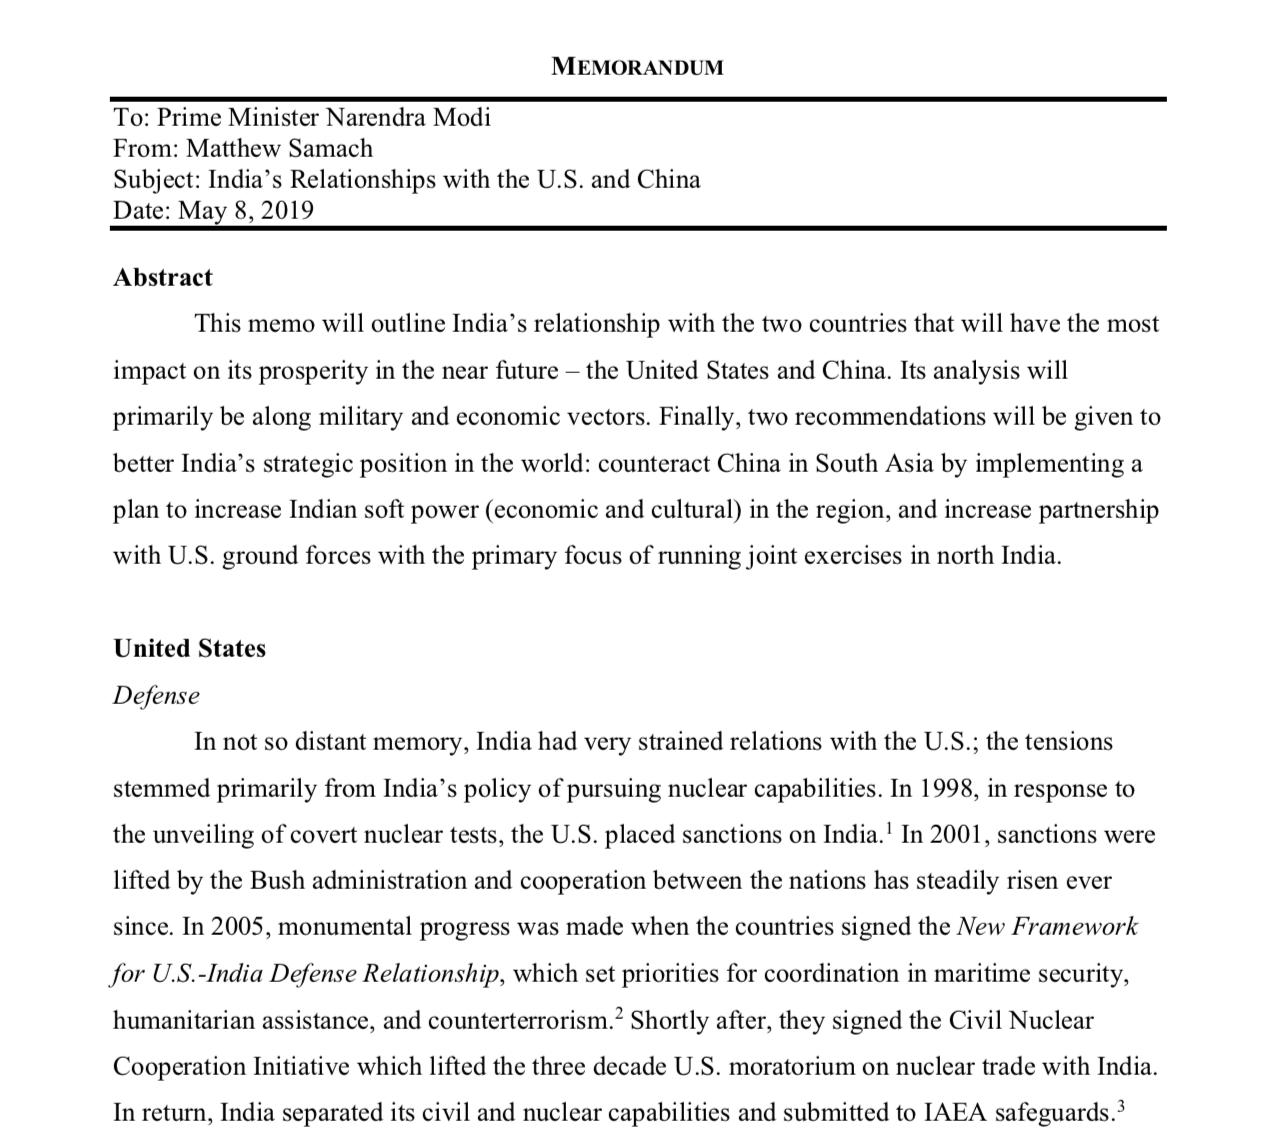 MEMORANDUM
To: Prime Minister Narendra Modi
From: Matthew Samach
Subject: India’s Relationships with the U.S. and China
Date: May 8, 2019
Abstract
This memo will outline India’s relationship with the two countries that will have the most
impact on its prosperity in the near future – the United States and China. Its analysis will
primarily be along military and economic vectors. Finally, two recommendations will be given to
better India’s strategic position in the world: counteract China in South Asia by implementing a
plan to increase Indian soft power (economic and cultural) in the region, and increase partnership
with U.S. ground forces with the primary focus of running joint exercises in north India.
United States
Defense
In not so distant memory, India had very strained relations with the U.S.; the tensions
stemmed primarily from India’s policy of pursuing nuclear capabilities. In 1998, in response to
the unveiling of covert nuclear tests, the U.S. placed sanctions on India.¹ In 2001, sanctions were
lifted by the Bush administration and cooperation between the nations has steadily risen ever
since. In 2005, monumental progress was made when the countries signed the New Framework
for U.S.-India Defense Relationship, which set priorities for coordination in maritime security,
humanitarian assistance, and counterterrorism.² Shortly after, they signed the Civil Nuclear
Cooperation Initiative which lifted the three decade U.S. moratorium on nuclear trade with India.
In return, India separated its civil and nuclear capabilities and submitted to IAEA safeguards.³